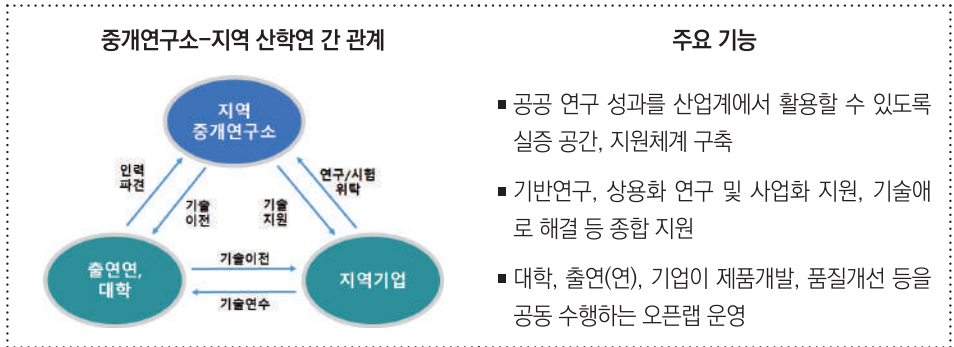 중개연구소-지역 산학연 간 관계
지역
중개연구소
인력
파견
기술
이전
기술
지원
연구/시험
위탁
출연연,
대학
기술이전
기술연수
지역기업
주요 기능
▪ 공공 연구 성과를 산업계에서 활용할 수 있도록
실증 공간, 지원체계 구축
▪ 기반연구, 상용화 연구 및 사업화 지원, 기술애
로 해결 등 종합 지원
▪ 대학, 출연(연), 기업이 제품개발, 품질개선 등을
공동 수행하는 오픈랩 운영